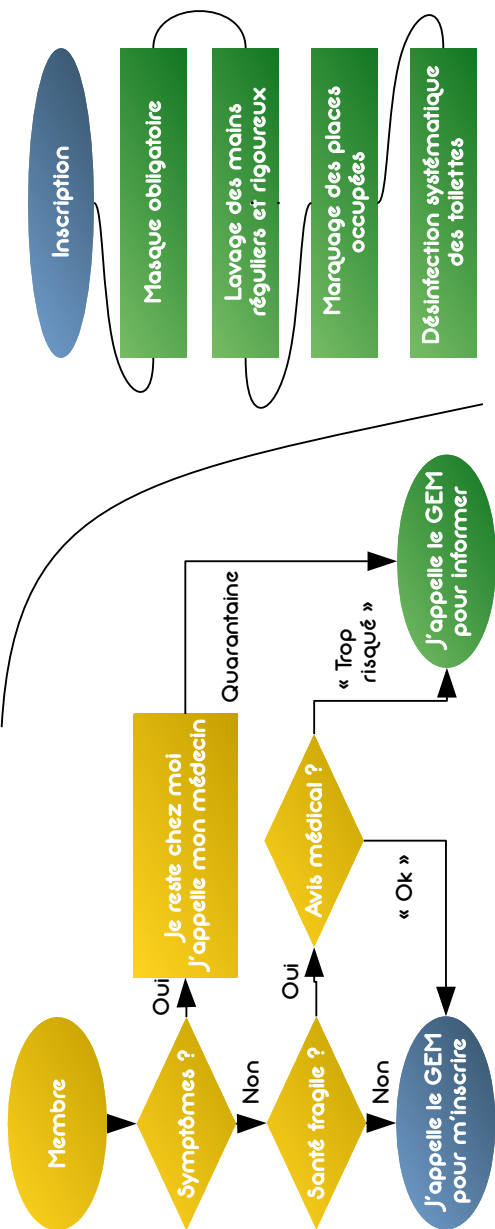 Membre
Symptômes ?
Oui
Je reste chez moi
J'appelle mon médecin
Quarantaine
Non
Santé fragile ?
Oui
Avis médical ?
« Trop
risqué »
« Ok »
Non
J'appelle le GEM
pour m'inscrire
J'appelle le GEM
pour informer
Inscription
Masque obligatoire
Lavage des mains
réguliers et rigoureux
Marquage des places
occupées
Désinfection systématique
des toilettes